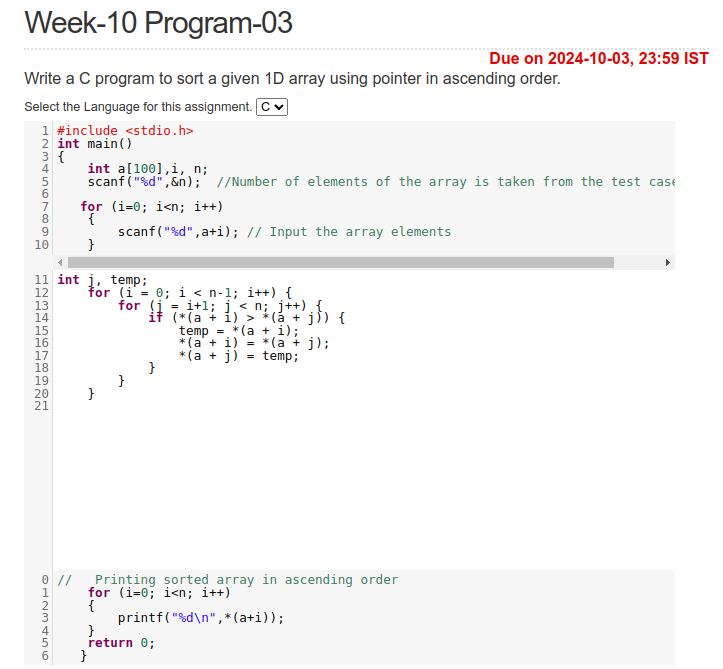 Week-10 Program-03
Due on 2024-10-03, 23:59 IST
Write a C program to sort a given 1D array using pointer in ascending order.
Select the Language for this assignment. C
1 #include <stdio.h>
2 int main()
3 {
4     int a[100],i, n;
5     scanf("%d",&n);  //Number of elements of the array is taken from the test case
6
7    for (i=0; i<n; i++)
8     {
9         scanf("%d",a+i); // Input the array elements
10     }
11 int j, temp;
12     for (i = 0; i < n-1; i++) {
13         for (j = i+1; j < n; j++) {
14             if (*(a + i) > *(a + j)) {
15                 temp = *(a + i);
16                 *(a + i) = *(a + j);
17                 *(a + j) = temp;
18             }
19         }
20     }
21
0 //   Printing sorted array in ascending order
1     for (i=0; i<n; i++)
2     {
3         printf("%d\n",*(a+i));
4     }
5     return 0;
6    }